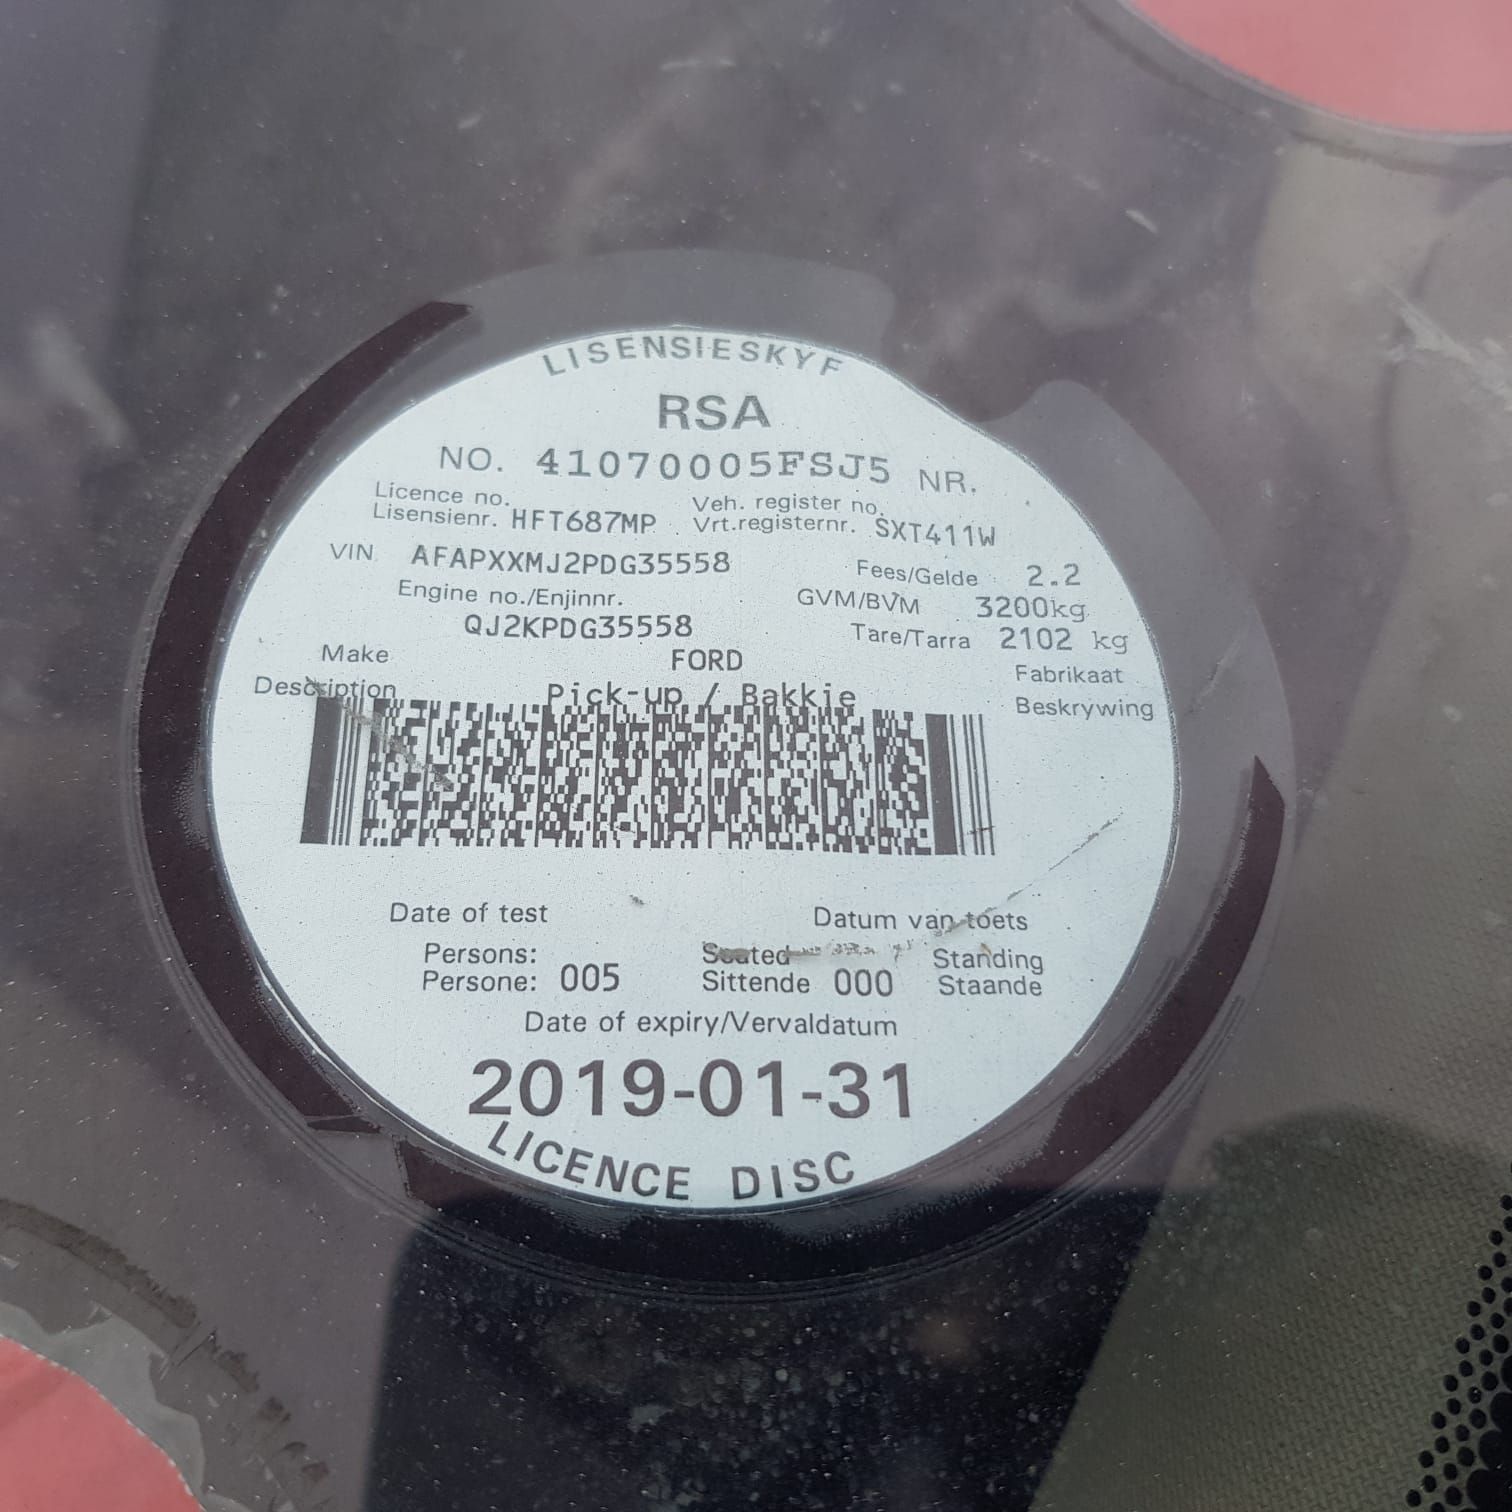 LISENSIESKYF
RSA
NO. 41070005FSJ5 NR.
Licence no. Veh. register no.
Lisensienr. HFT687MP Vrt.registernr. SXT411W
VIN AFAPXXMJ2PDG35558 Fees/Gelde 2.2
Engine no./Enjinnr. GVM/BVM 3200kg
QJ2KPDG35558 Tare/Tarra 2102 kg
Make FORD Fabrikaat
Description Pick-up / Bakkie Beskrywing
Date of test Datum van toets
Persons: Seated Standing
Persone: 005 Sittende 000 Staande
Date of expiry/Vervaldatum
2019-01-31
LICENCE DISC